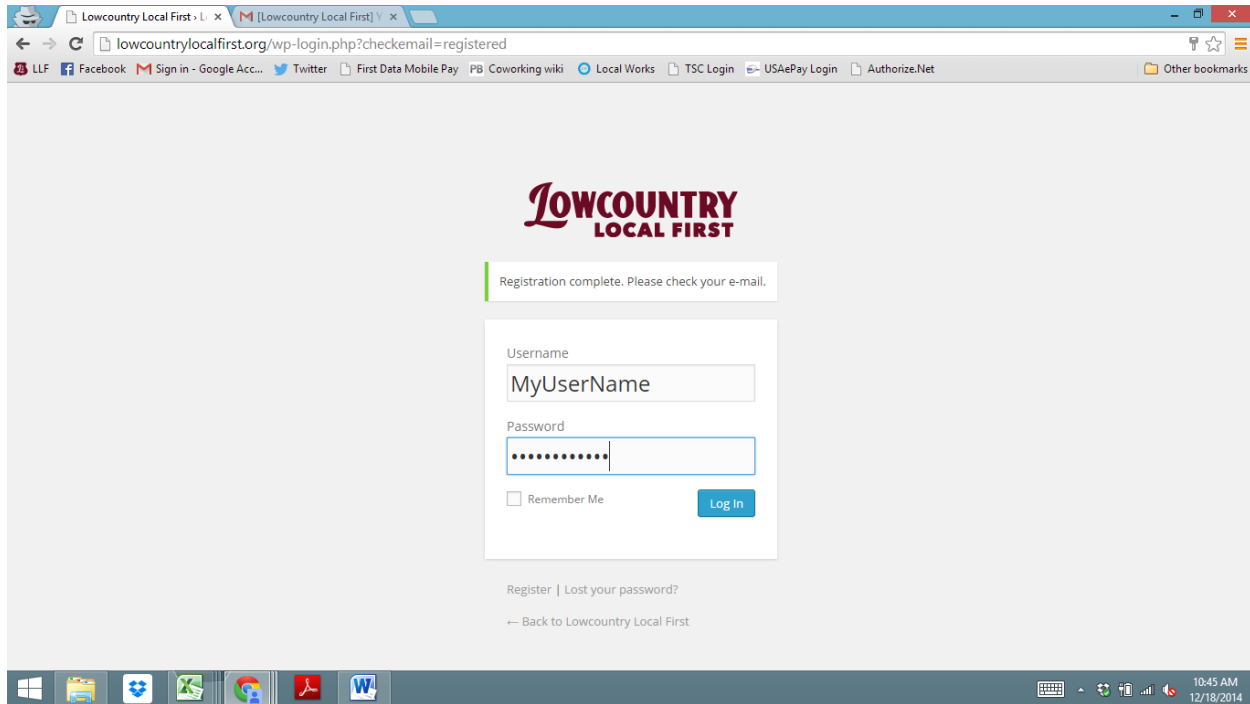 Lowcountry Local First › L
[Lowcountry Local First] Y
lowcountrylocalfirst.org/wp-login.php?checkemail=registered
LLF Facebook Sign in - Google Acc... Twitter First Data Mobile Pay PB Coworking wiki Local Works TSC Login USAePay Login Authorize.Net Other bookmarks
LOWCOUNTRY
LOCAL FIRST
Registration complete. Please check your e-mail.
Username
MyUserName
Password
••••••••••••
Remember Me Log In
Register | Lost your password?
← Back to Lowcountry Local First
10:45 AM
12/18/2014